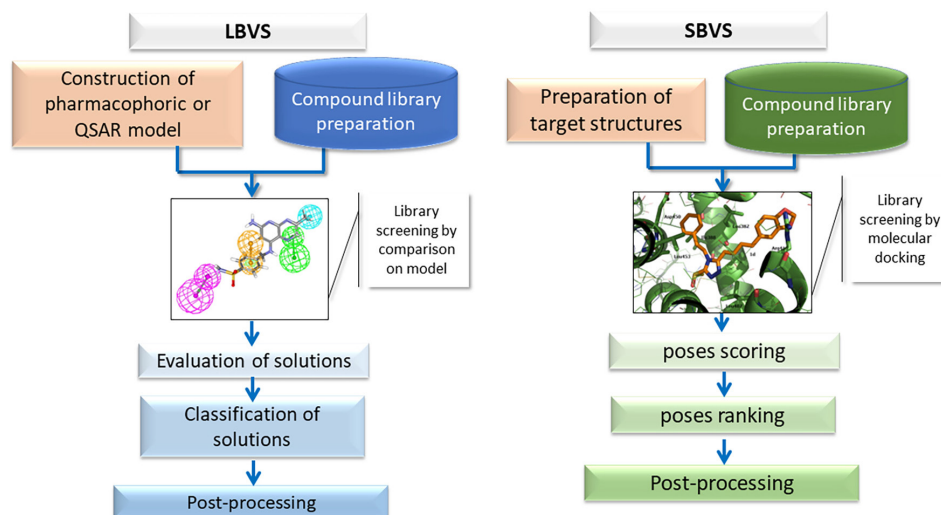 LBVS
Construction of
pharmacophoric or
QSAR model
Compound library
preparation
Library
screening by
comparison
on model
Evaluation of solutions
Classification of
solutions
Post-processing
SBVS
Preparation of
target structures
Compound library
preparation
Library
screening by
molecular
docking
poses scoring
poses ranking
Post-processing